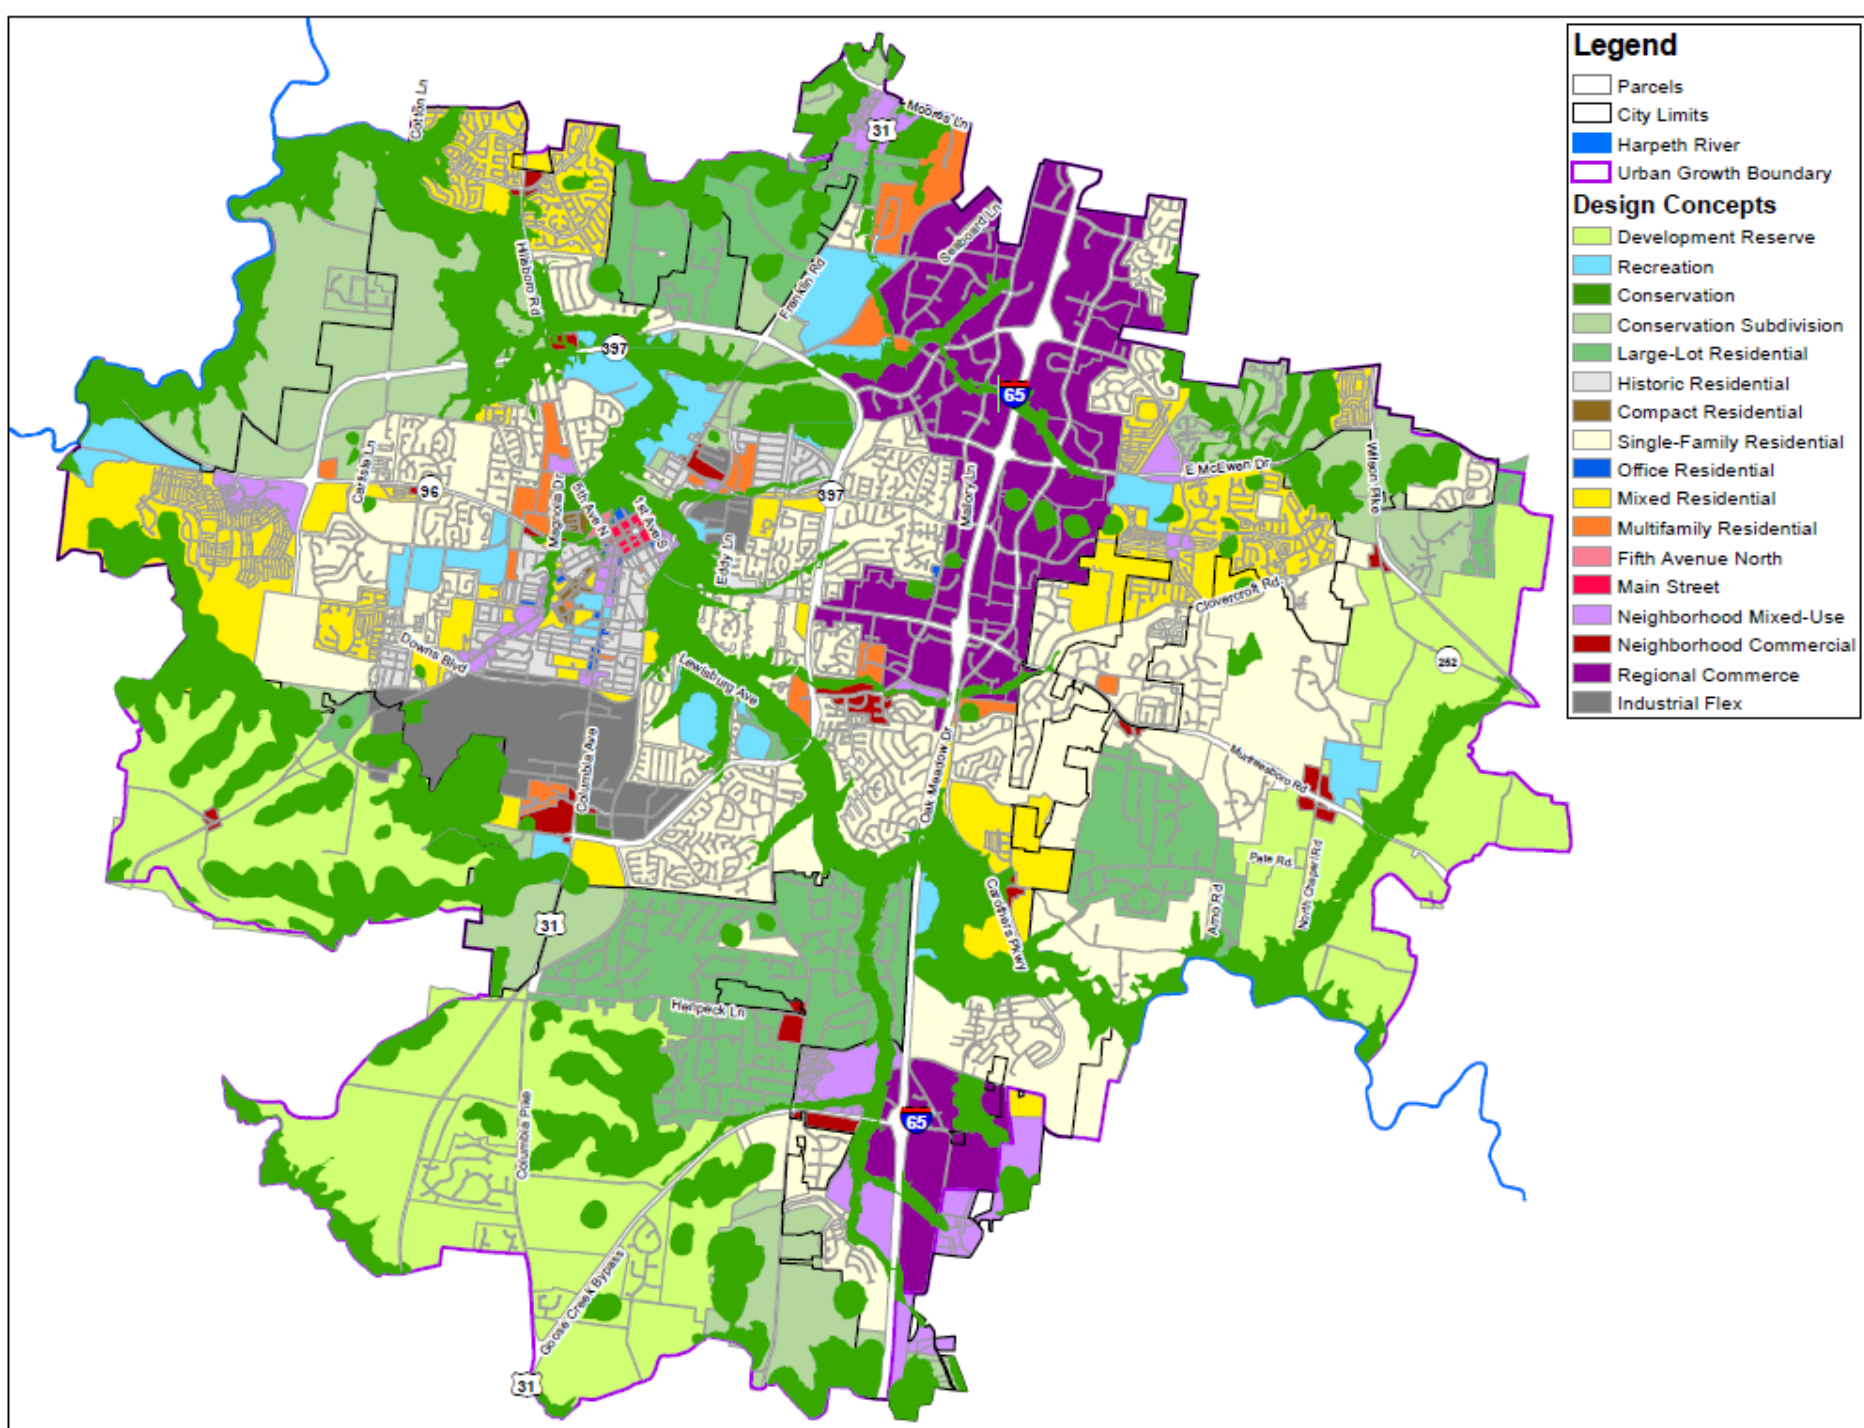 Legend
Parcels
City Limits
Harpeth River
Urban Growth Boundary
Design Concepts
Development Reserve
Recreation
Conservation
Conservation Subdivision
Large-Lot Residential
Historic Residential
Compact Residential
Single-Family Residential
Office Residential
Mixed Residential
Multifamily Residential
Fifth Avenue North
Main Street
Neighborhood Mixed-Use
Neighborhood Commercial
Regional Commerce
Industrial Flex
Cotton Ln
Moores Ln
31
Seaboard Ln
Hillsboro Rd
Franklin Rd
397
65
Carlisle Ln
96
Magnolia Dr
5th Ave N
1st Ave S
Eddy Ln
397
Mallory Ln
E McEwen Dr
Wilson Pike
Clovercroft Rd
252
Downs Blvd
Lewisburg Ave
Columbia Ave
Oak Meadow Dr
Murfreesboro Rd
Pate Rd
North Chapel Rd
Arno Rd
Carothers Pkwy
31
Henpeck Ln
Columbia Pike
65
Goose Creek Bypass
31